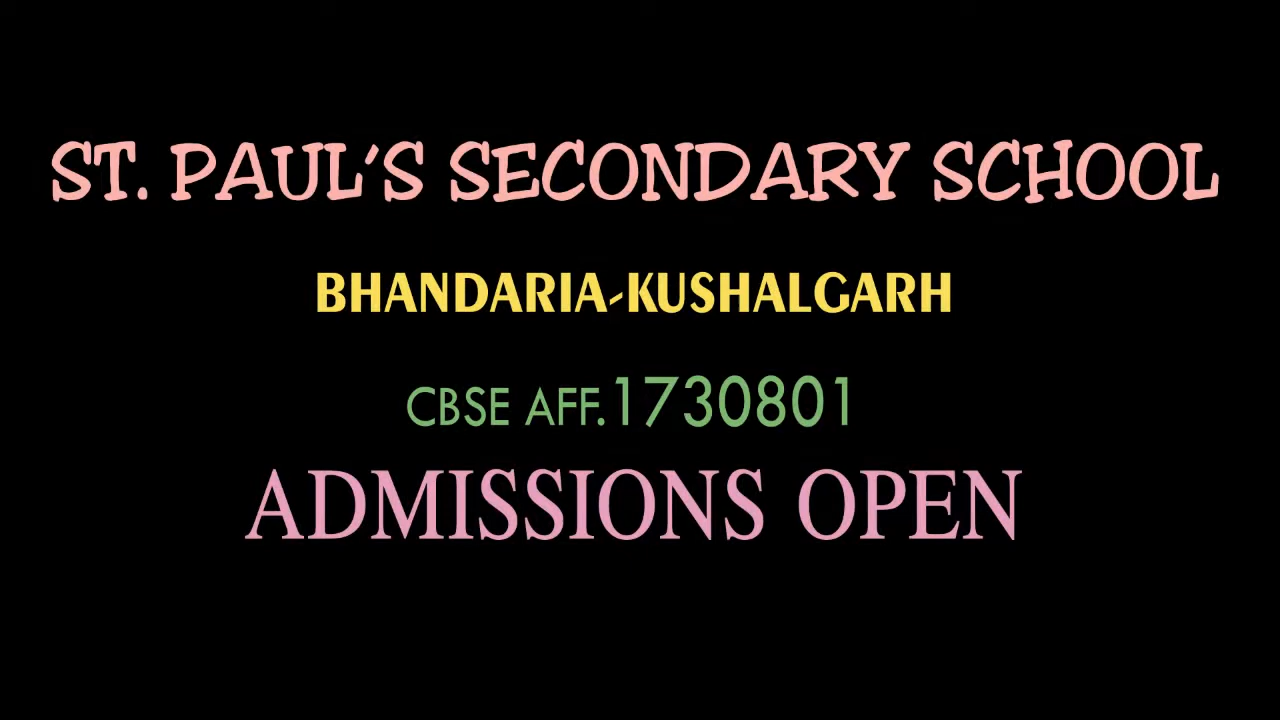 ST. PAUL'S SECONDARY SCHOOL
BHANDARIA-KUSHALGARH
CBSE AFF.1730801
ADMISSIONS OPEN